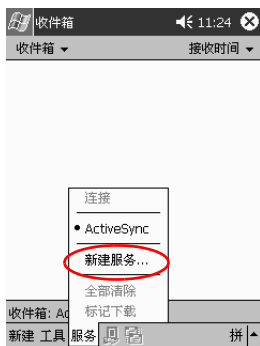 收件箱 11:24
收件箱 接收时间
连接
ActiveSync
新建服务...
全部清除
标记下载
收件箱: Ac
新建 工具 服务 拼